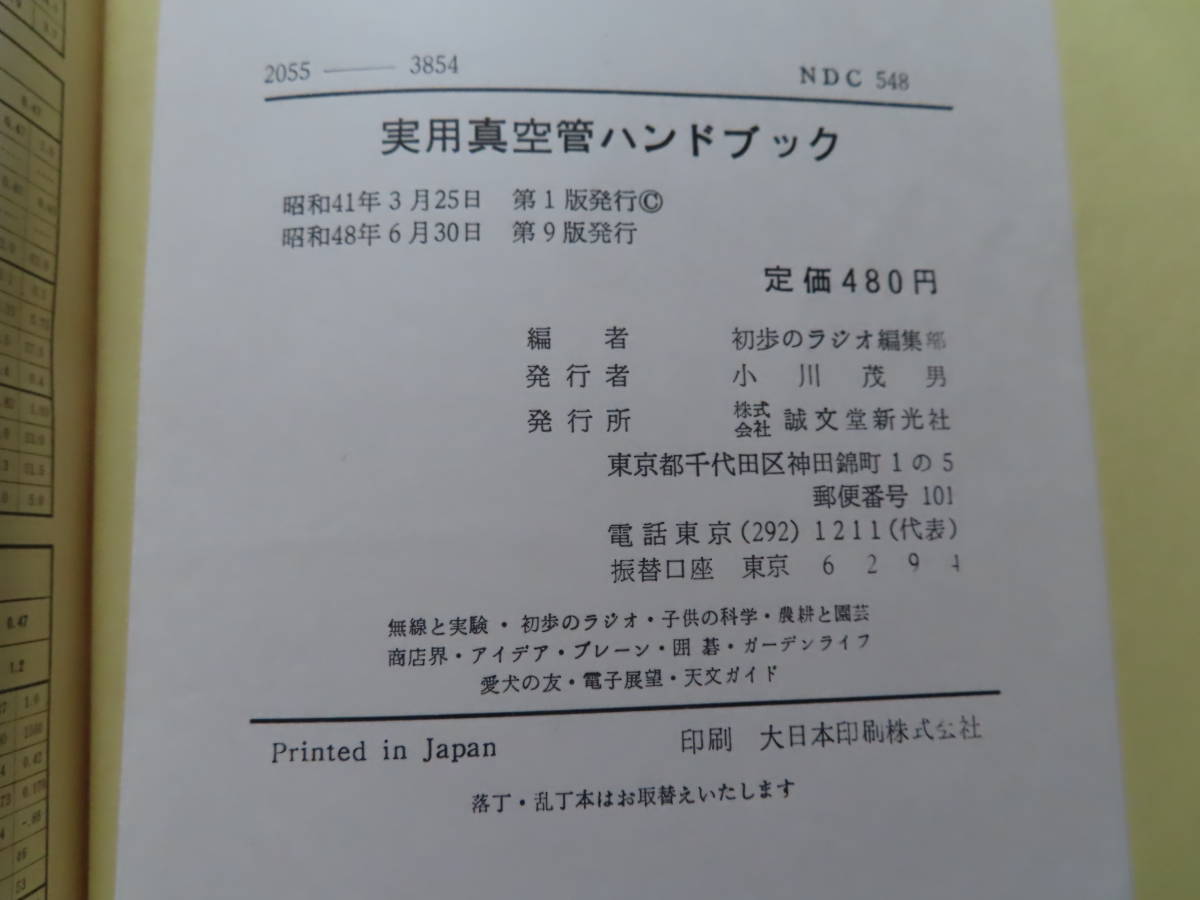 2055 ―― 3854 NDC 548
実用真空管ハンドブック
昭和41年3月25日 第1版発行©
昭和48年6月30日 第9版発行
定価480円
編者 初歩のラジオ編集部
発行者 小川茂男
発行所 株式会社 誠文堂新光社
東京都千代田区神田錦町1の5
郵便番号 101
電話東京(292)1211(代表)
振替口座 東京 6294
無線と実験・初歩のラジオ・子供の科学・農耕と園芸
商店界・アイデア・ブレーン・囲碁・ガーデンライフ
愛犬の友・電子展望・天文ガイド
Printed in Japan 印刷 大日本印刷株式会社
落丁・乱丁本はお取替えいたします
0.47
1.2